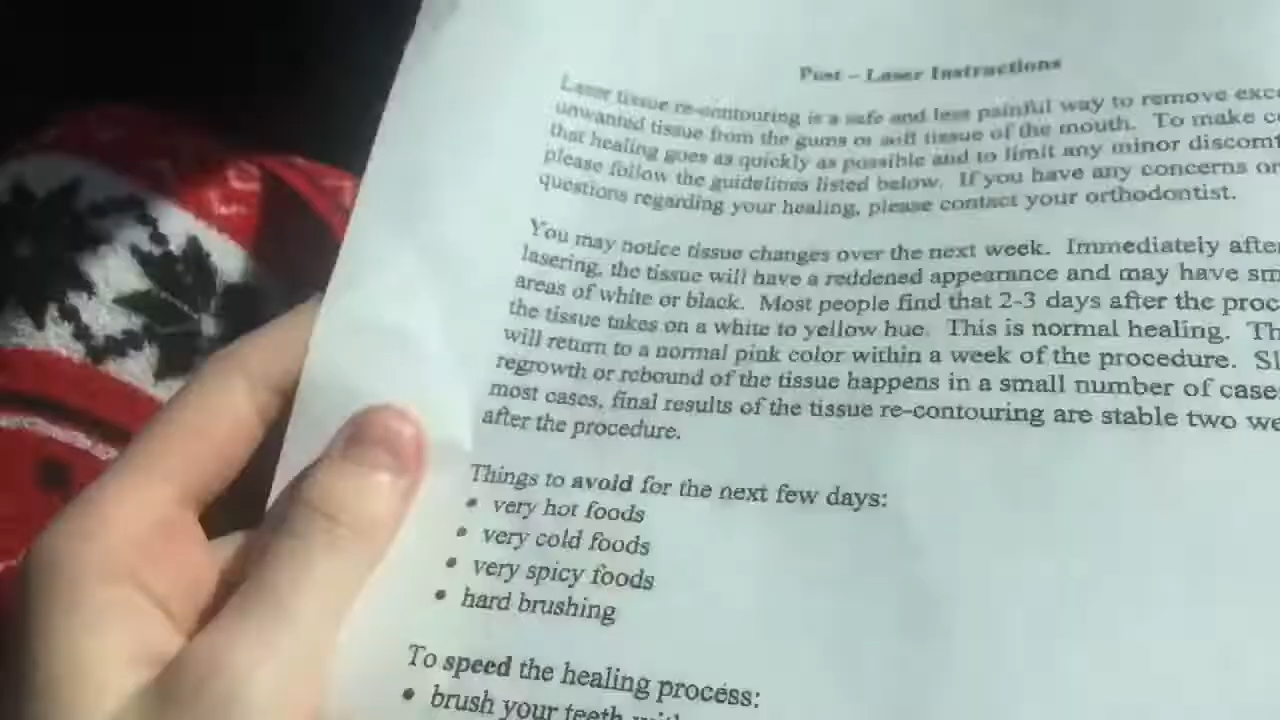 Post – Laser Instructions
Laser tissue re-contouring is a safe and less painful way to remove exce
unwanted tissue from the gums or soft tissue of the mouth. To make ce
that healing goes as quickly as possible and to limit any minor discomf
please follow the guidelines listed below. If you have any concerns or
questions regarding your healing, please contact your orthodontist.
You may notice tissue changes over the next week. Immediately after
lasering, the tissue will have a reddened appearance and may have sm
areas of white or black. Most people find that 2-3 days after the proc
the tissue takes on a white to yellow hue. This is normal healing. Th
will return to a normal pink color within a week of the procedure. Sl
regrowth or rebound of the tissue happens in a small number of case
most cases, final results of the tissue re-contouring are stable two we
after the procedure.
Things to avoid for the next few days:
• very hot foods
• very cold foods
• very spicy foods
• hard brushing
To speed the healing process:
• brush your teeth with